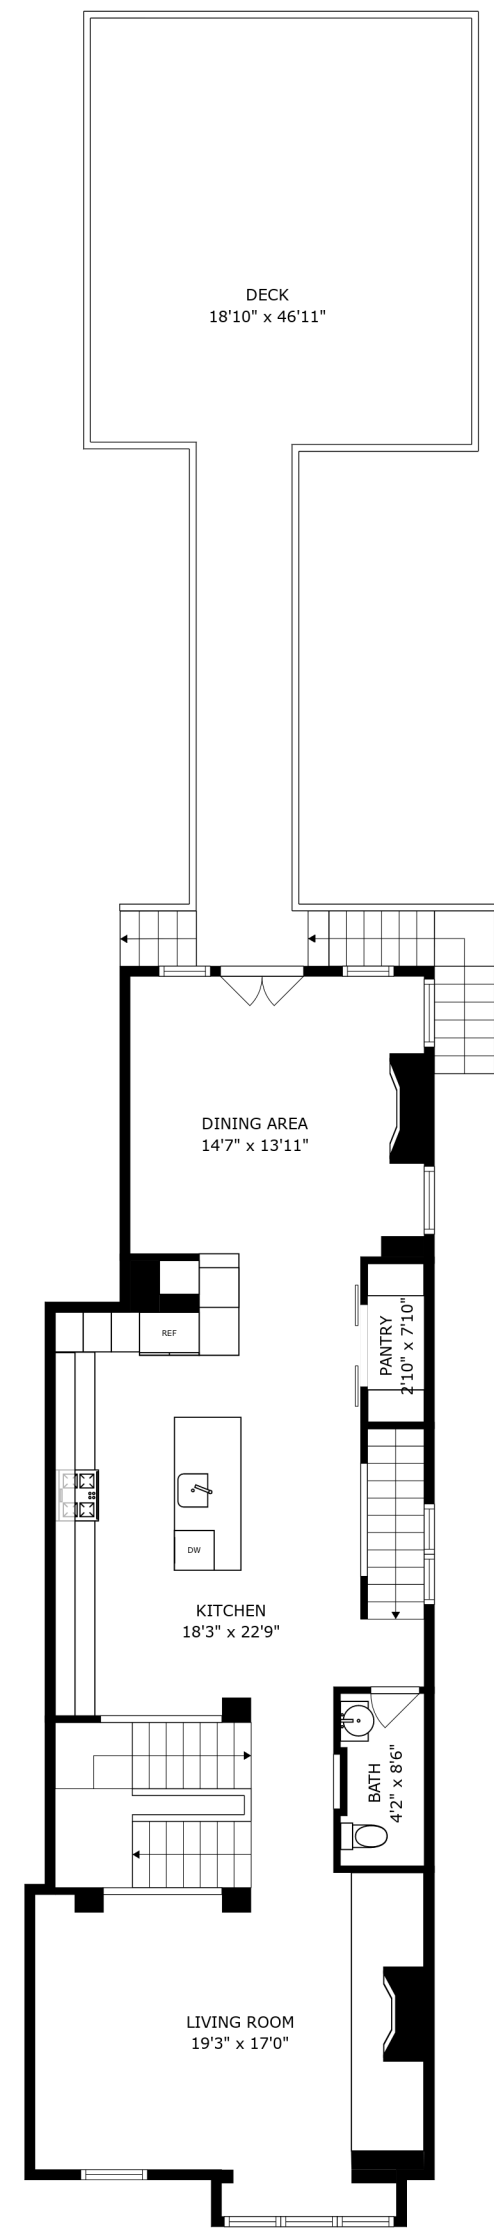 DECK
18'10" x 46'11"
DINING AREA
14'7" x 13'11"
REF
PANTRY
2'10" x 7'10"
DW
KITCHEN
18'3" x 22'9"
BATH
4'2" x 8'6"
LIVING ROOM
19'3" x 17'0"